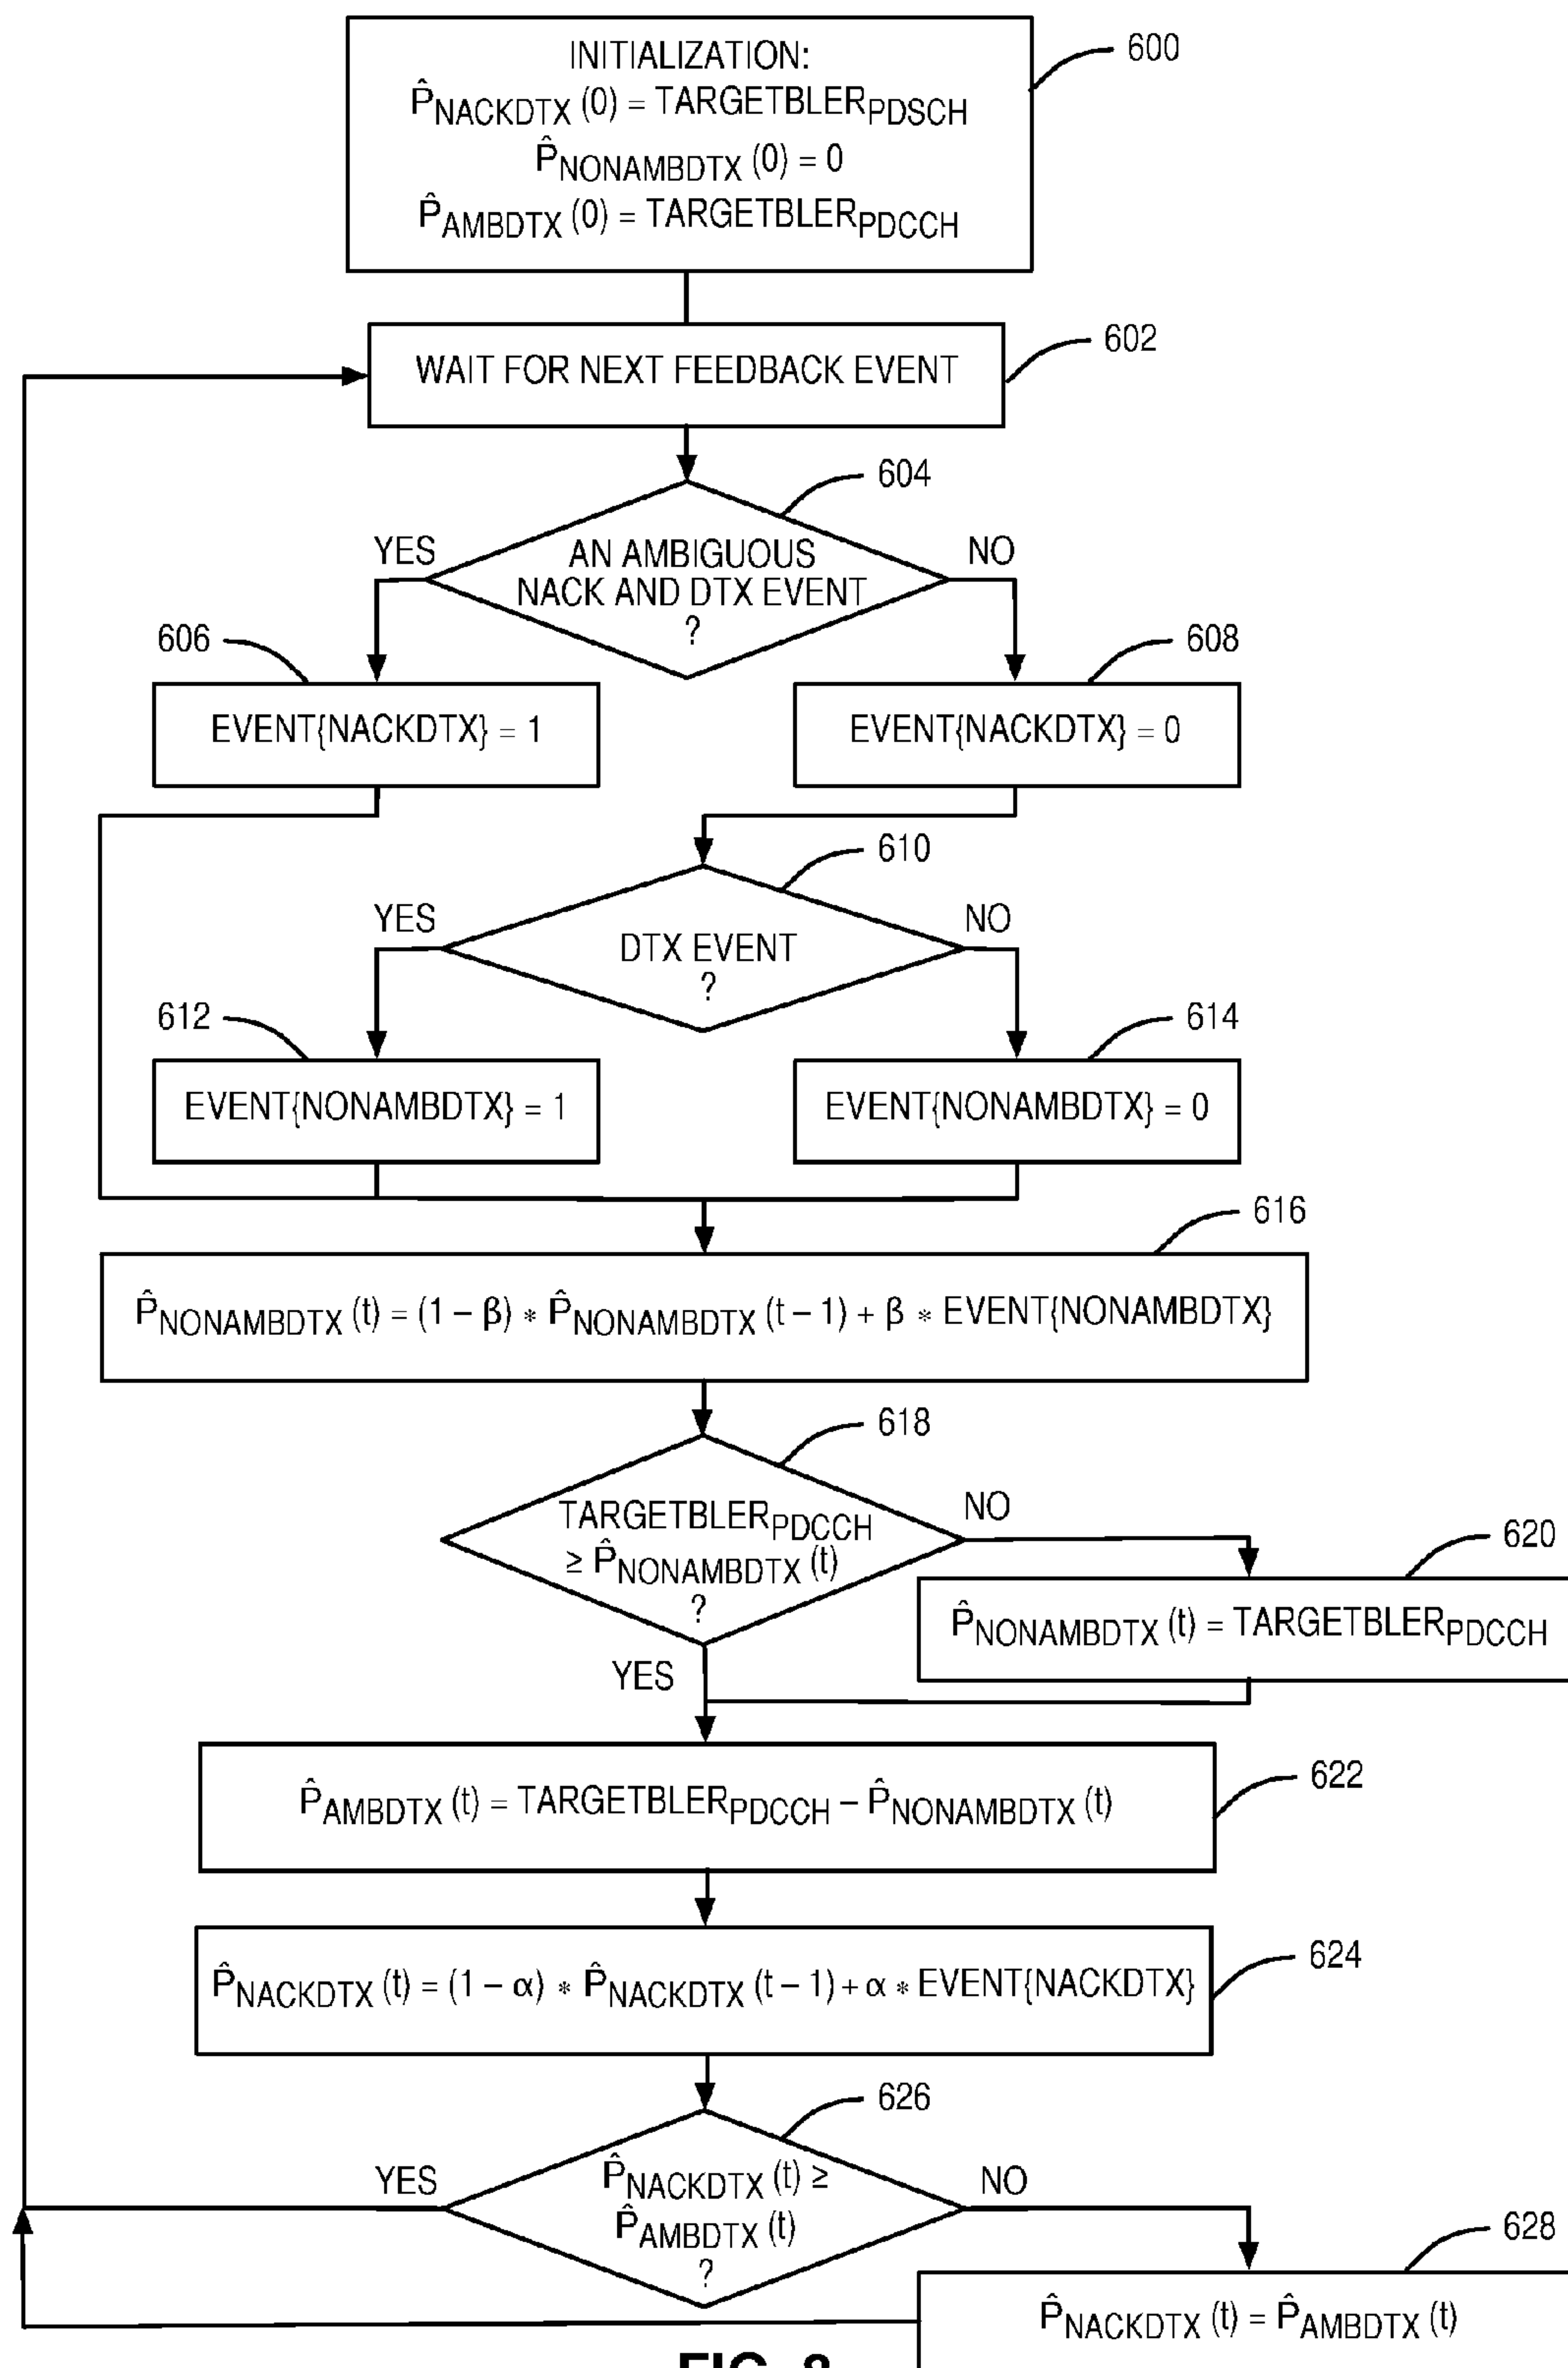 INITIALIZATION:
P̂NACKDTX (0) = TARGETBLERPDSCH
P̂NONAMBDTX (0) = 0
P̂AMBDTX (0) = TARGETBLERPDCCH
600
WAIT FOR NEXT FEEDBACK EVENT
602
604
YES
AN AMBIGUOUS
NACK AND DTX EVENT
?
NO
606
608
EVENT{NACKDTX} = 1
EVENT{NACKDTX} = 0
610
YES
DTX EVENT
?
NO
612
614
EVENT{NONAMBDTX} = 1
EVENT{NONAMBDTX} = 0
616
P̂NONAMBDTX (t) = (1 – β) * P̂NONAMBDTX (t – 1) + β * EVENT{NONAMBDTX}
618
TARGETBLERPDCCH
≥ P̂NONAMBDTX (t)
?
NO
YES
620
P̂NONAMBDTX (t) = TARGETBLERPDCCH
622
P̂AMBDTX (t) = TARGETBLERPDCCH – P̂NONAMBDTX (t)
624
P̂NACKDTX (t) = (1 – α) * P̂NACKDTX (t – 1) + α * EVENT{NACKDTX}
626
YES
P̂NACKDTX (t) ≥
P̂AMBDTX (t)
?
NO
628
P̂NACKDTX (t) = P̂AMBDTX (t)